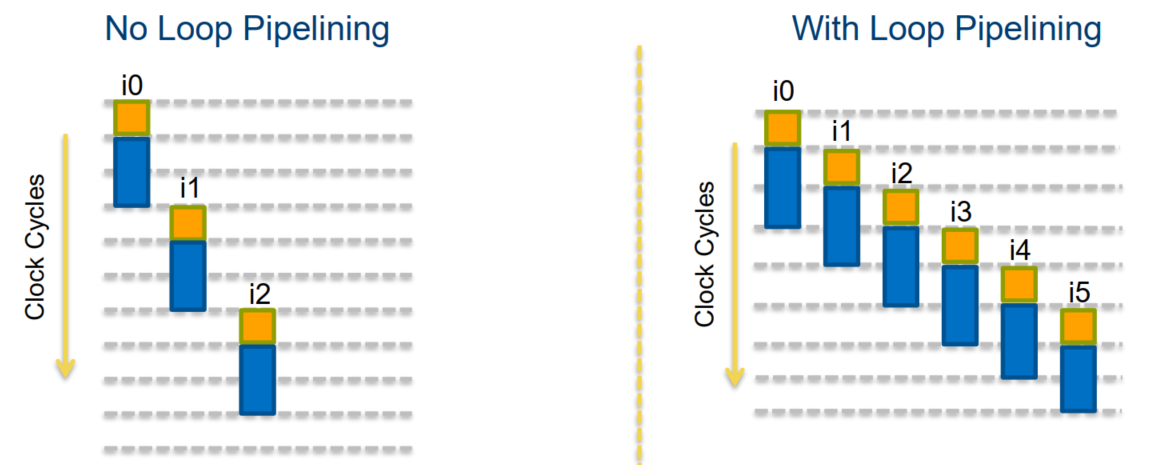 No Loop Pipelining
i0
i1
i2
Clock Cycles
With Loop Pipelining
i0
i1
i2
i3
i4
i5
Clock Cycles